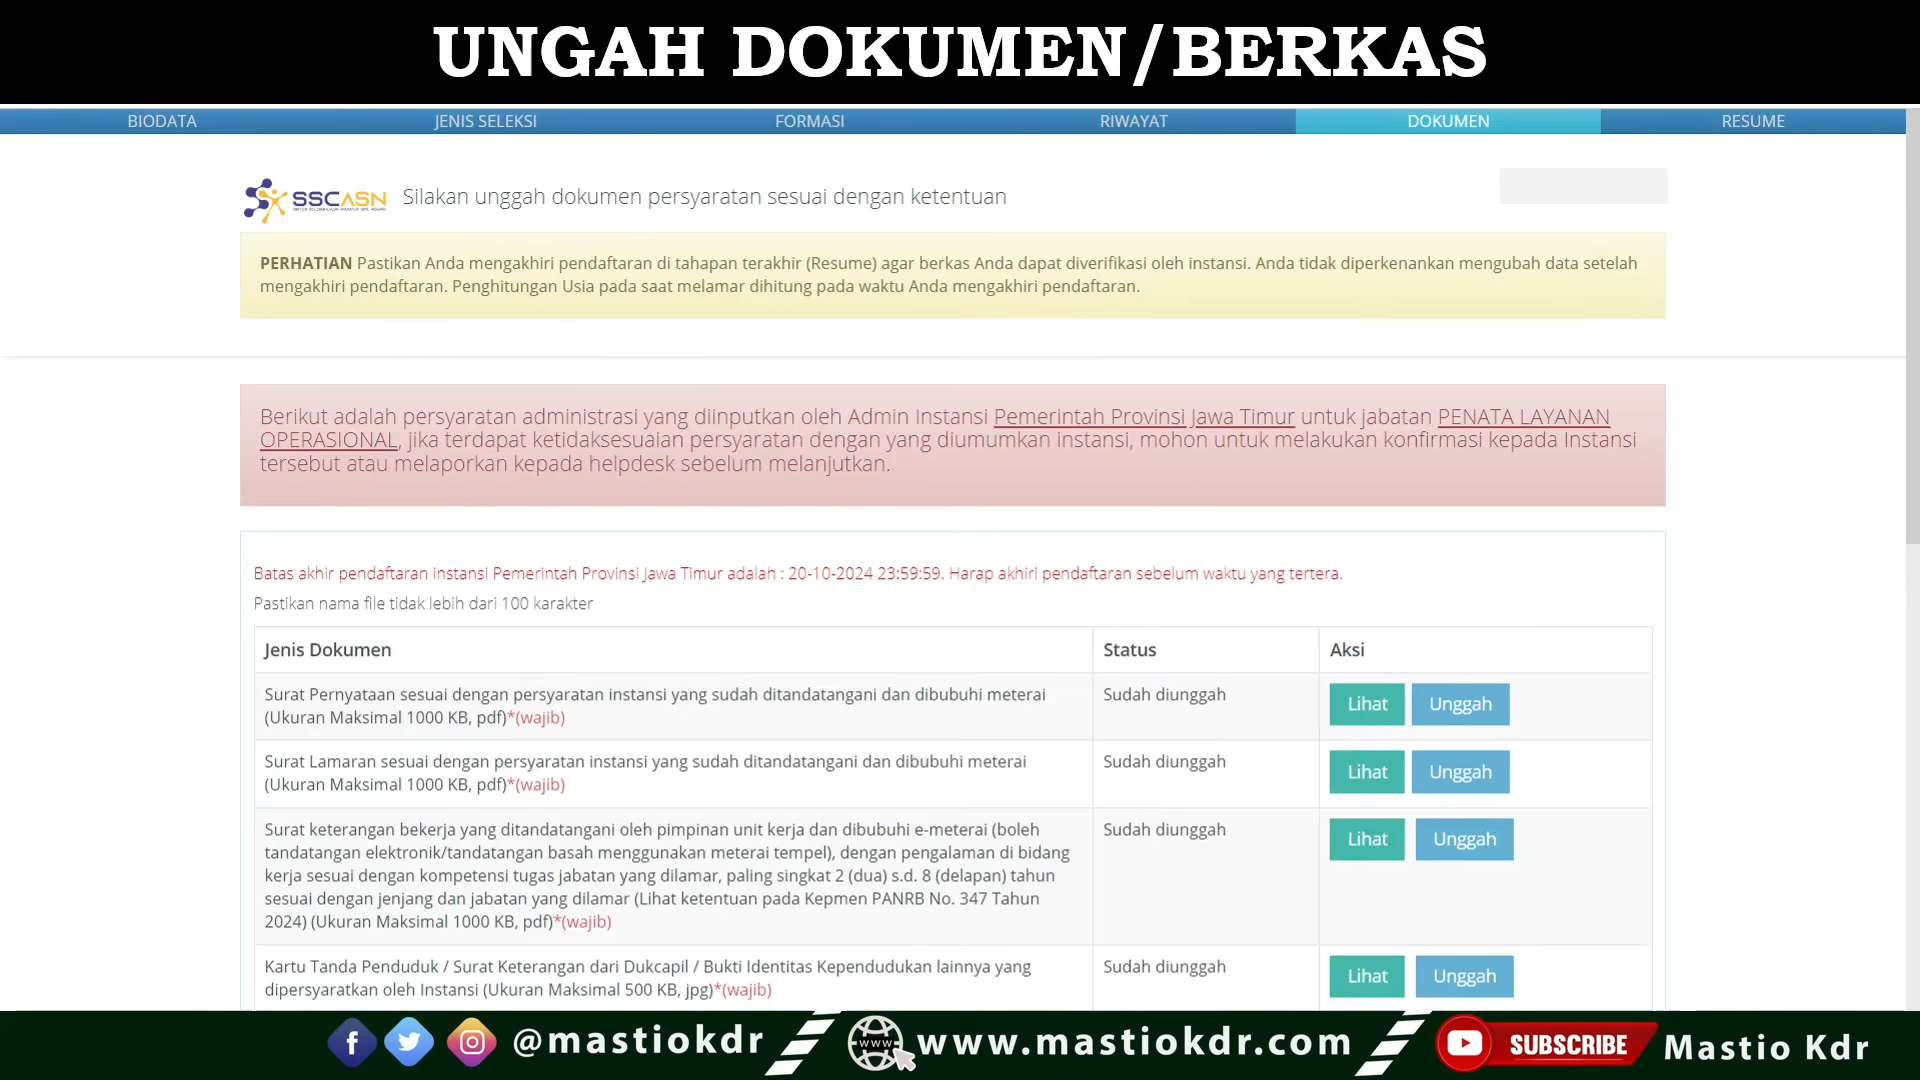 UNGAH DOKUMEN/BERKAS
BIODATA JENIS SELEKSI FORMASI RIWAYAT DOKUMEN RESUME
SSCASN Silakan unggah dokumen persyaratan sesuai dengan ketentuan
PERHATIAN Pastikan Anda mengakhiri pendaftaran di tahapan terakhir (Resume) agar berkas Anda dapat diverifikasi oleh instansi. Anda tidak diperkenankan mengubah data setelah
mengakhiri pendaftaran. Penghitungan Usia pada saat melamar dihitung pada waktu Anda mengakhiri pendaftaran.
Berikut adalah persyaratan administrasi yang diinputkan oleh Admin Instansi Pemerintah Provinsi Jawa Timur untuk jabatan PENATA LAYANAN
OPERASIONAL, jika terdapat ketidaksesuaian persyaratan dengan yang diumumkan instansi, mohon untuk melakukan konfirmasi kepada Instansi
tersebut atau melaporkan kepada helpdesk sebelum melanjutkan.
Batas akhir pendaftaran instansi Pemerintah Provinsi Jawa Timur adalah : 20-10-2024 23:59:59. Harap akhiri pendaftaran sebelum waktu yang tertera.
Pastikan nama file tidak lebih dari 100 karakter
Jenis Dokumen Status Aksi
Surat Pernyataan sesuai dengan persyaratan instansi yang sudah ditandatangani dan dibubuhi meterai
(Ukuran Maksimal 1000 KB, pdf)*(wajib)
Sudah diunggah
Lihat Unggah
Surat Lamaran sesuai dengan persyaratan instansi yang sudah ditandatangani dan dibubuhi meterai
(Ukuran Maksimal 1000 KB, pdf)*(wajib)
Sudah diunggah
Lihat Unggah
Surat keterangan bekerja yang ditandatangani oleh pimpinan unit kerja dan dibubuhi e-meterai (boleh
tandatangan elektronik/tandatangan basah menggunakan meterai tempel), dengan pengalaman di bidang
kerja sesuai dengan kompetensi tugas jabatan yang dilamar, paling singkat 2 (dua) s.d. 8 (delapan) tahun
sesuai dengan jenjang dan jabatan yang dilamar (Lihat ketentuan pada Kepmen PANRB No. 347 Tahun
2024) (Ukuran Maksimal 1000 KB, pdf)*(wajib)
Sudah diunggah
Lihat Unggah
Kartu Tanda Penduduk / Surat Keterangan dari Dukcapil / Bukti Identitas Kependudukan lainnya yang
dipersyaratkan oleh Instansi (Ukuran Maksimal 500 KB, jpg)*(wajib)
Sudah diunggah
Lihat Unggah
@mastiokdr WWW www.mastiokdr.com SUBSCRIBE Mastio Kdr